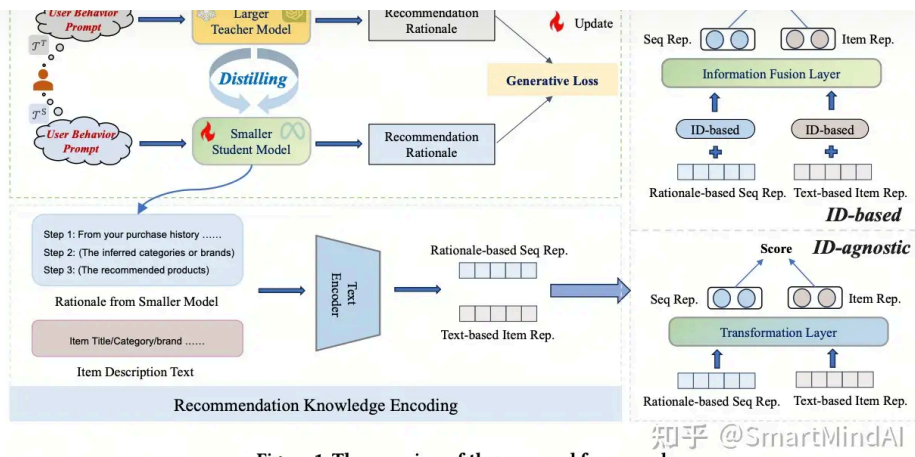 User Behavior
Prompt
Larger
Teacher Model
Recommendation
Rationale
Update
𝒯ᵀ
Distilling
Generative Loss
𝒯ˢ
User Behavior
Prompt
Smaller
Student Model
Recommendation
Rationale
Step 1: From your purchase history ......
Step 2: (The inferred categories or brands)
Step 3: (The recommended products)
Rationale from Smaller Model
Item Title/Category/brand ......
Item Description Text
Text
Encoder
Rationale-based Seq Rep.
Text-based Item Rep.
Recommendation Knowledge Encoding
Seq Rep.
Item Rep.
Information Fusion Layer
ID-based
ID-based
Rationale-based Seq Rep.
Text-based Item Rep.
ID-based
ID-agnostic
Score
Seq Rep.
Item Rep.
Transformation Layer
Rationale-based Seq Rep.
Text-based Item Rep.
知乎 @SmartMindAI